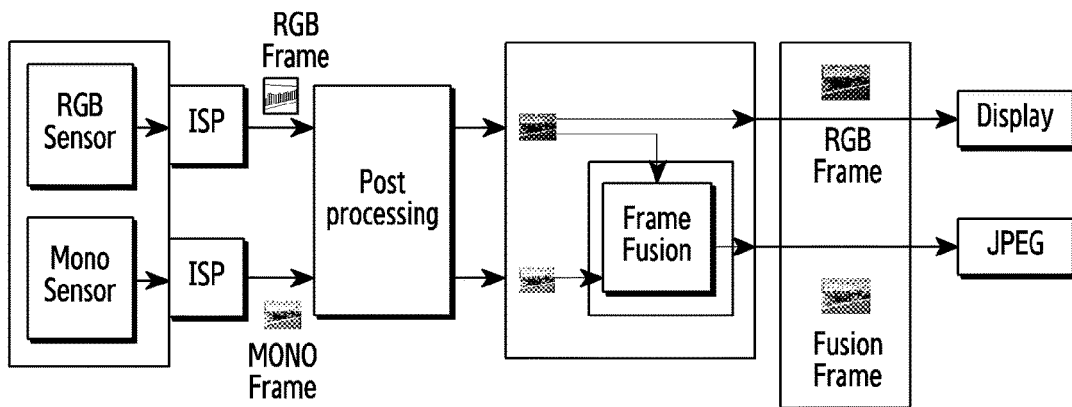 RGB
Frame
RGB
Sensor
ISP
Post
processing
Mono
Sensor
ISP
MONO
Frame
Frame
Fusion
RGB
Frame
Fusion
Frame
Display
JPEG